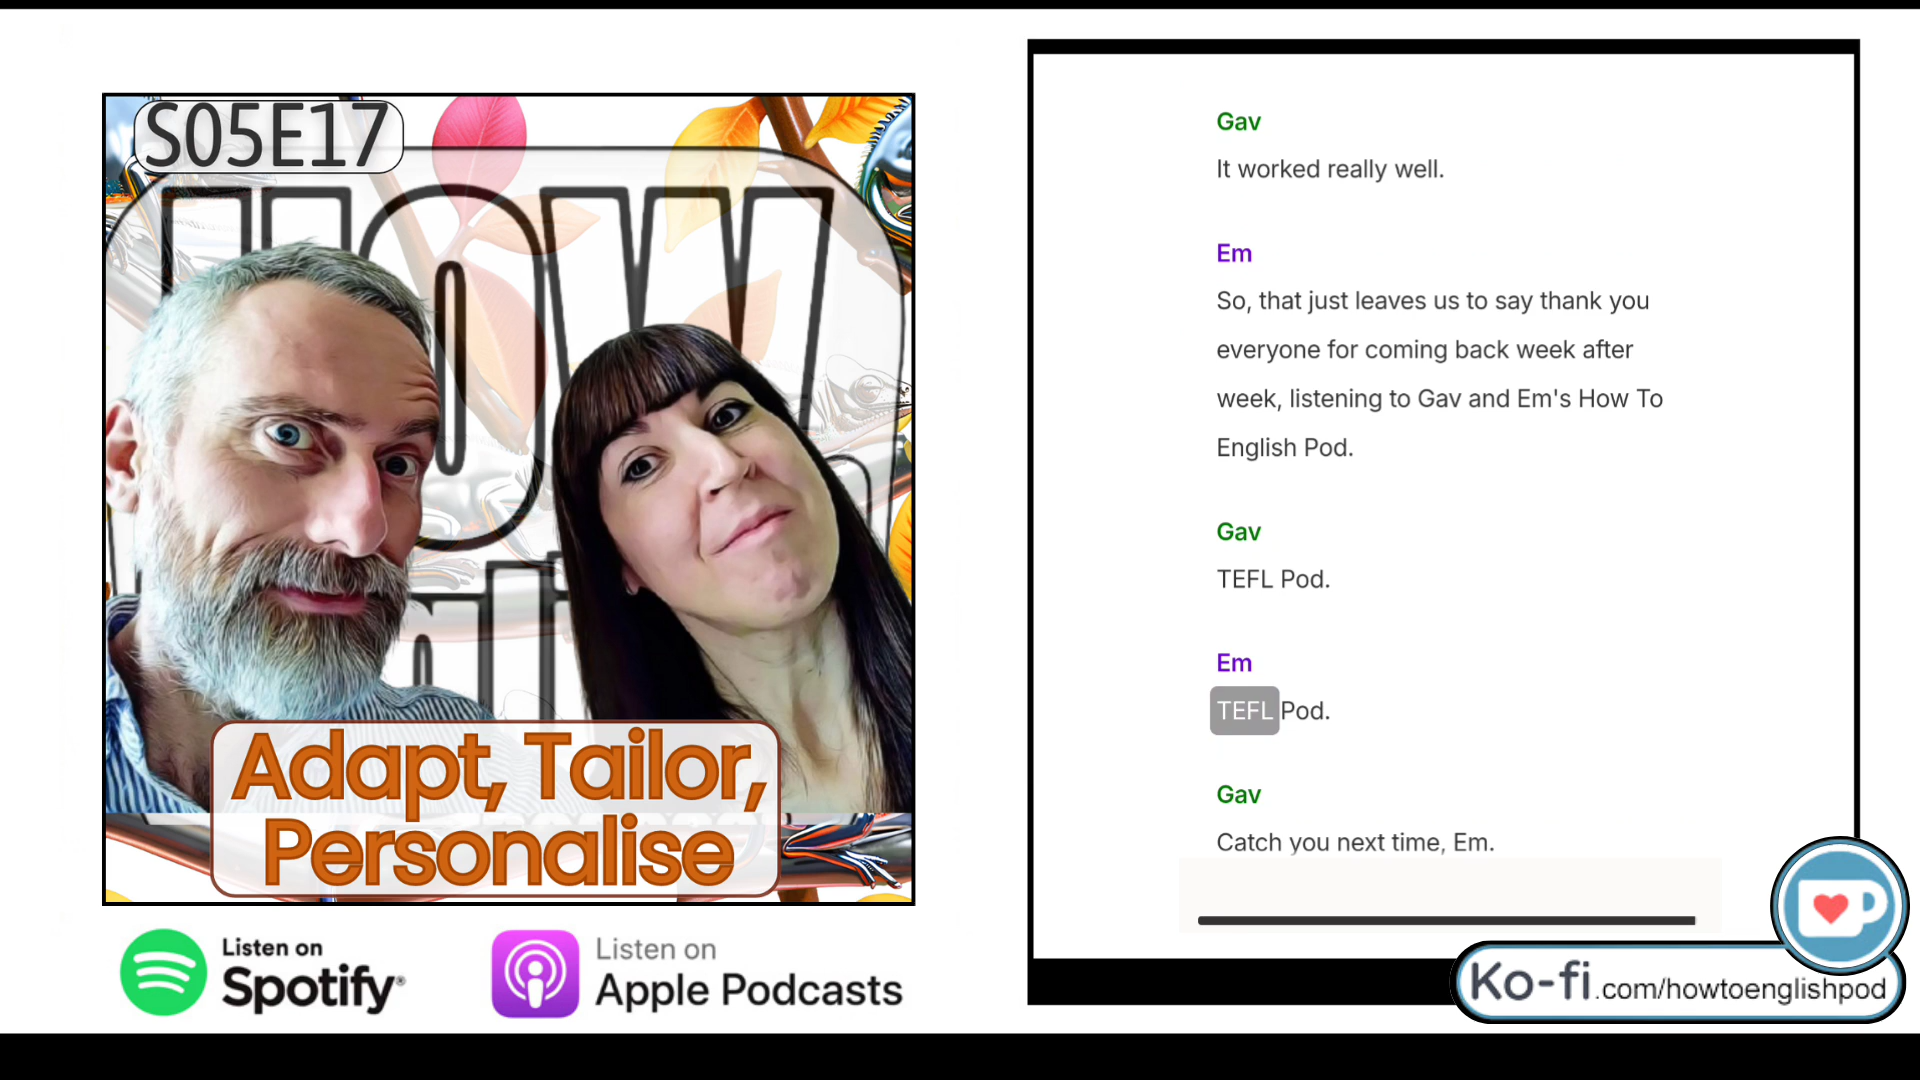 S05E17
HOW
Adapt, Tailor,
Personalise
Listen on
Spotify®
Listen on
Apple Podcasts
Gav
It worked really well.
Em
So, that just leaves us to say thank you
everyone for coming back week after
week, listening to Gav and Em's How To
English Pod.
Gav
TEFL Pod.
Em
TEFL Pod.
Gav
Catch you next time, Em.
Ko-fi.com/howtoenglishpod